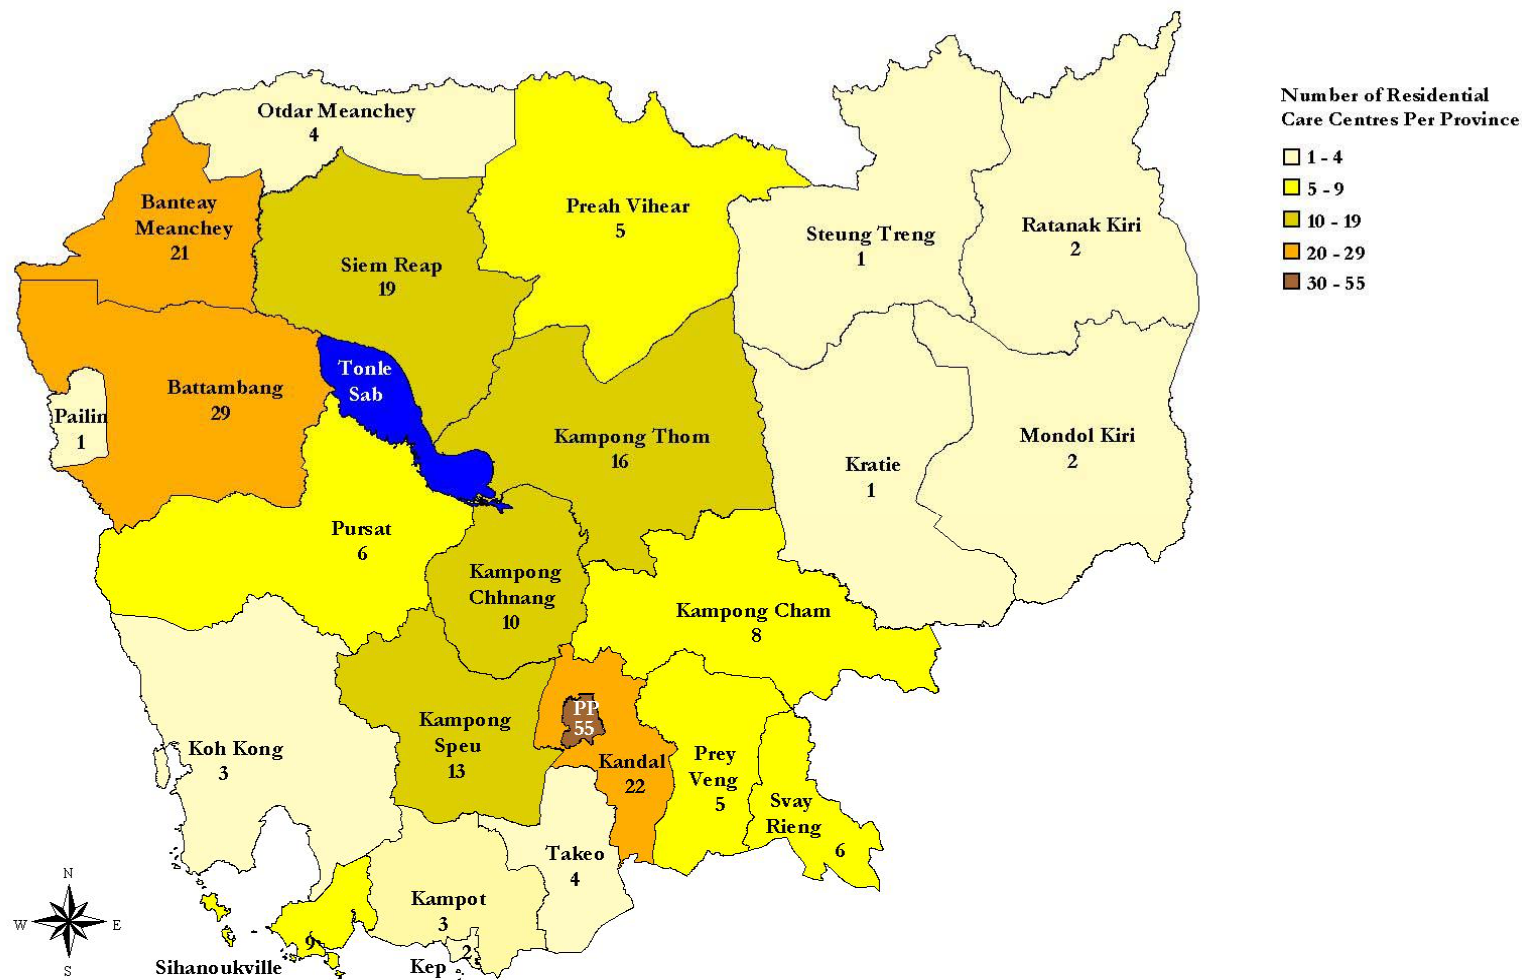 Number of Residential
Care Centres Per Province
1 - 4
5 - 9
10 - 19
20 - 29
30 - 55
Otdar Meanchey
4
Banteay
Meanchey
21
Siem Reap
19
Preah Vihear
5
Steung Treng
1
Ratanak Kiri
2
Tonle
Sab
Battambang
29
Pailin
1
Kampong Thom
16
Kratie
1
Mondol Kiri
2
Pursat
6
Kampong
Chhnang
10
Kampong Cham
8
Koh Kong
3
Kampong
Speu
13
PP
55
Kandal
22
Prey
Veng
5
Svay
Rieng
6
Takeo
4
Kampot
3
2
Kep
9
Sihanoukville
N
W
E
S